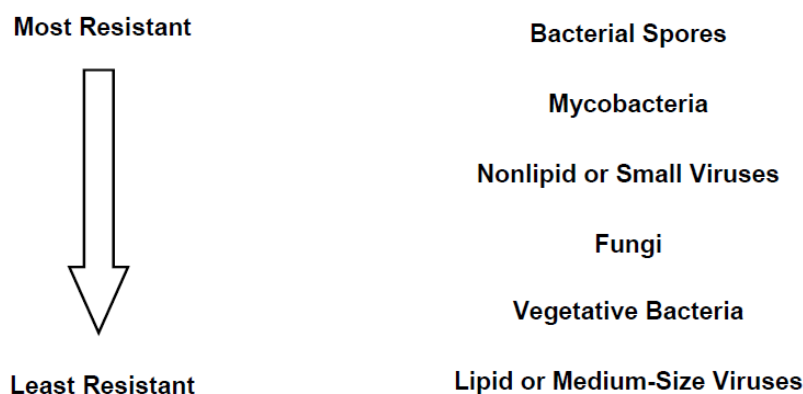 Most Resistant
Bacterial Spores
Mycobacteria
Nonlipid or Small Viruses
Fungi
Vegetative Bacteria
Least Resistant
Lipid or Medium-Size Viruses